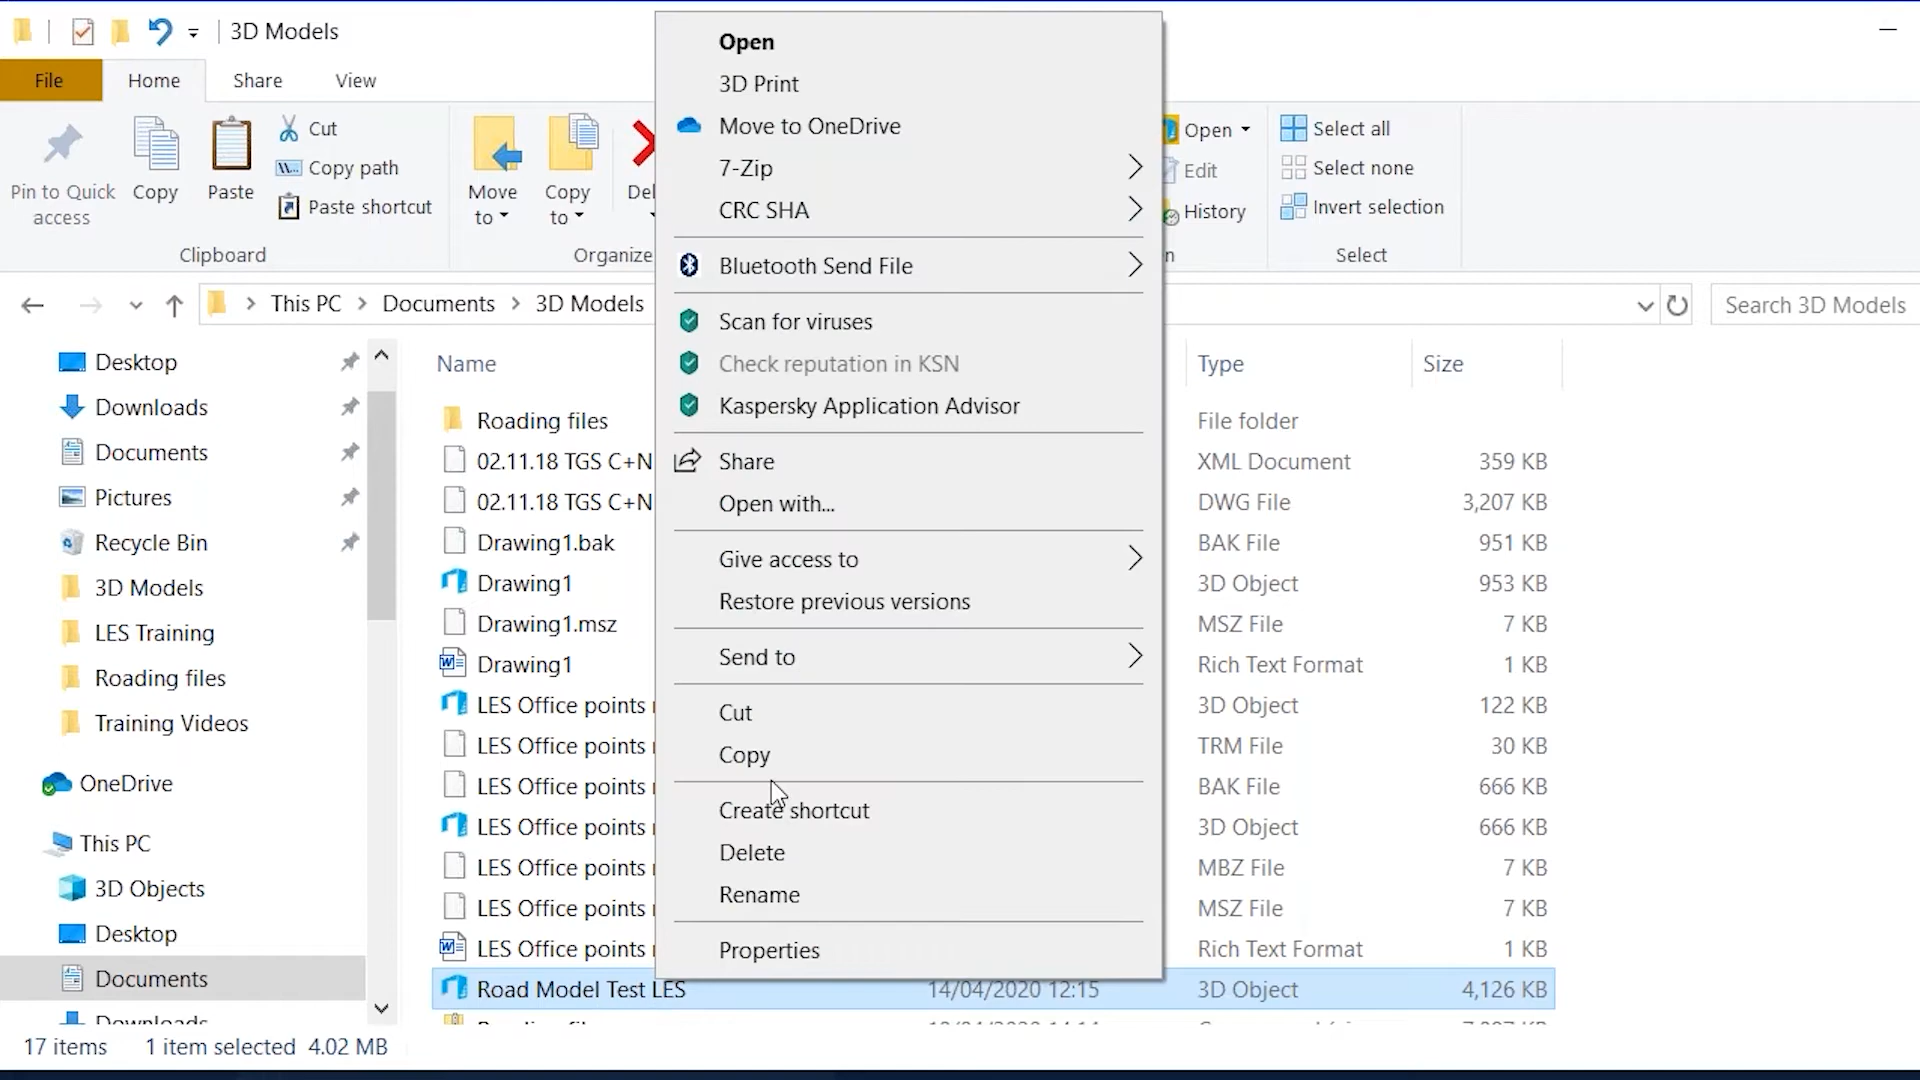 3D Models
File
Home
Share
View
Pin to Quick
access
Copy
Paste
Cut
Copy path
Paste shortcut
Clipboard
Move
to
Copy
to
Organize
Open
Edit
History
Select all
Select none
Invert selection
Select
This PC
Documents
3D Models
Search 3D Models
Desktop
Downloads
Documents
Pictures
Recycle Bin
3D Models
LES Training
Roading files
Training Videos
OneDrive
This PC
3D Objects
Desktop
Documents
Name
Type
Size
Roading files
File folder
02.11.18 TGS C+N
XML Document
359 KB
02.11.18 TGS C+N
DWG File
3,207 KB
Drawing1.bak
BAK File
951 KB
Drawing1
3D Object
953 KB
Drawing1.msz
MSZ File
7 KB
Drawing1
Rich Text Format
1 KB
LES Office points
3D Object
122 KB
LES Office points
TRM File
30 KB
LES Office points
BAK File
666 KB
LES Office points
3D Object
666 KB
LES Office points
MBZ File
7 KB
LES Office points
MSZ File
7 KB
LES Office points
Rich Text Format
1 KB
Road Model Test LES
14/04/2020 12:15
3D Object
4,126 KB
Open
3D Print
Move to OneDrive
7-Zip
CRC SHA
Bluetooth Send File
Scan for viruses
Check reputation in KSN
Kaspersky Application Advisor
Share
Open with...
Give access to
Restore previous versions
Send to
Cut
Copy
Create shortcut
Delete
Rename
Properties
17 items
1 item selected 4.02 MB